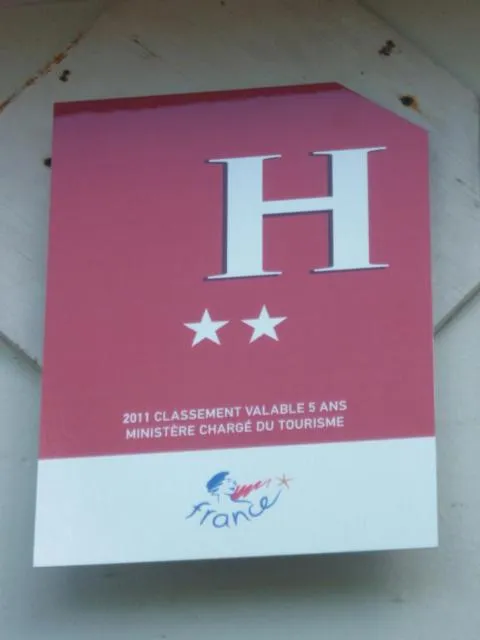 H
2011 CLASSEMENT VALABLE 5 ANS
MINISTÈRE CHARGÉ DU TOURISME
france